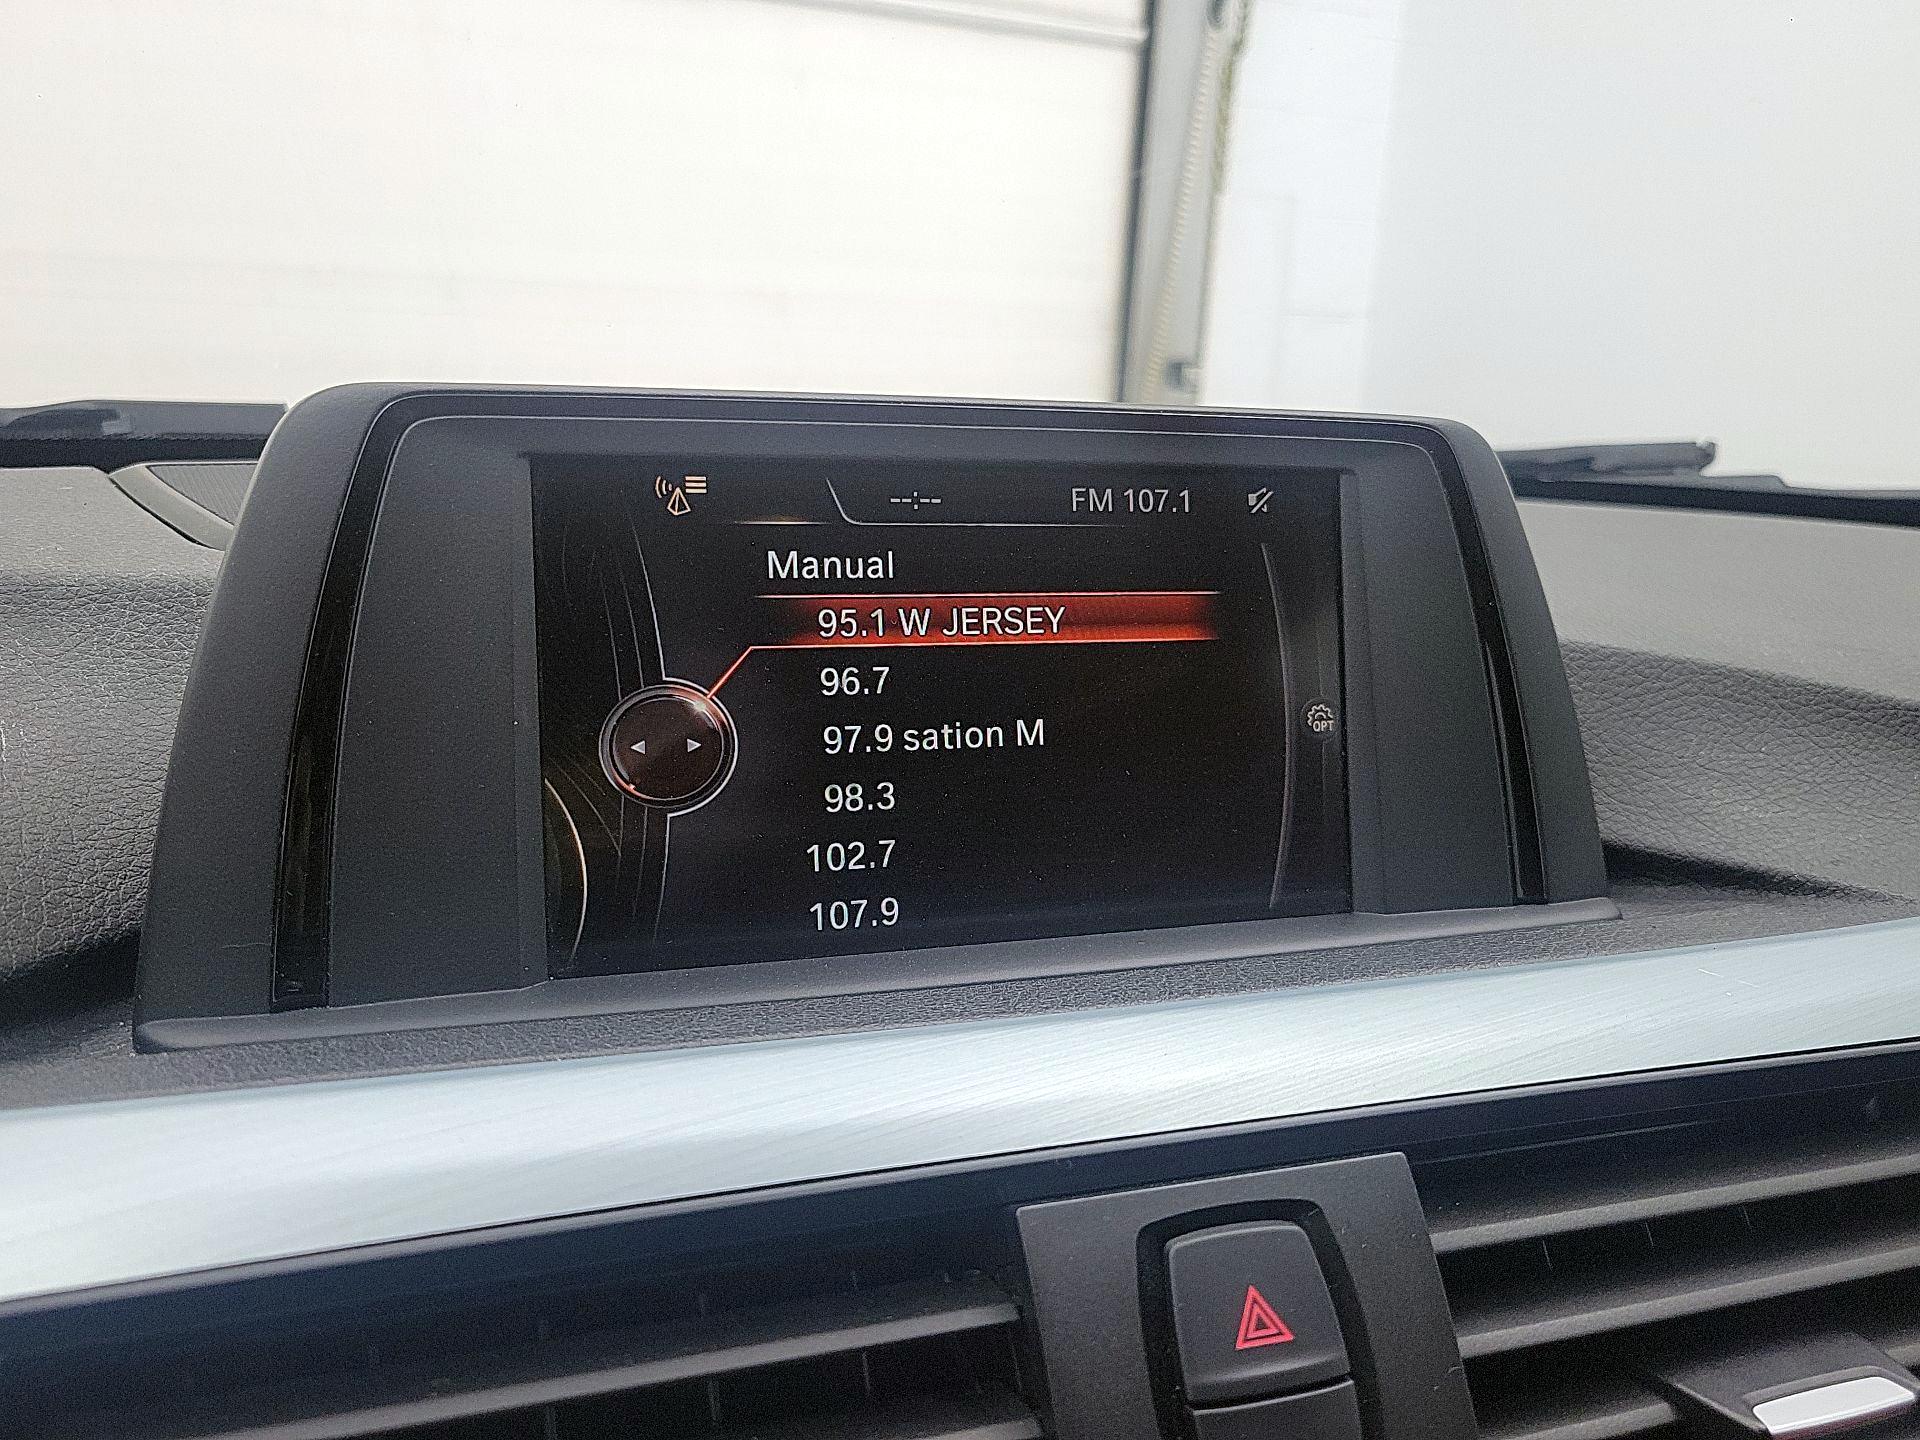 --:-- FM 107.1
Manual
95.1 W JERSEY
96.7
97.9 sation M
98.3
OPT
102.7
107.9